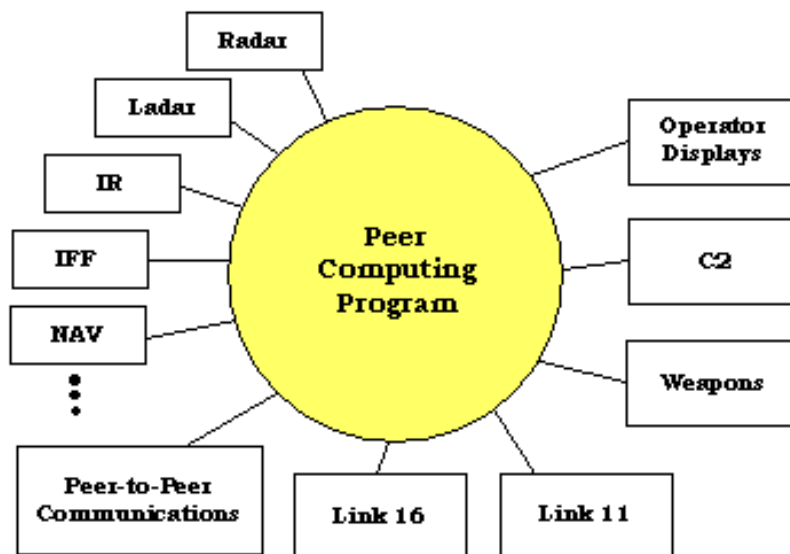 Radar
Ladar
IR
IFF
NAV
Peer-to-Peer
Communications
Peer
Computing
Program
Operator
Displays
C2
Weapons
Link 16
Link 11